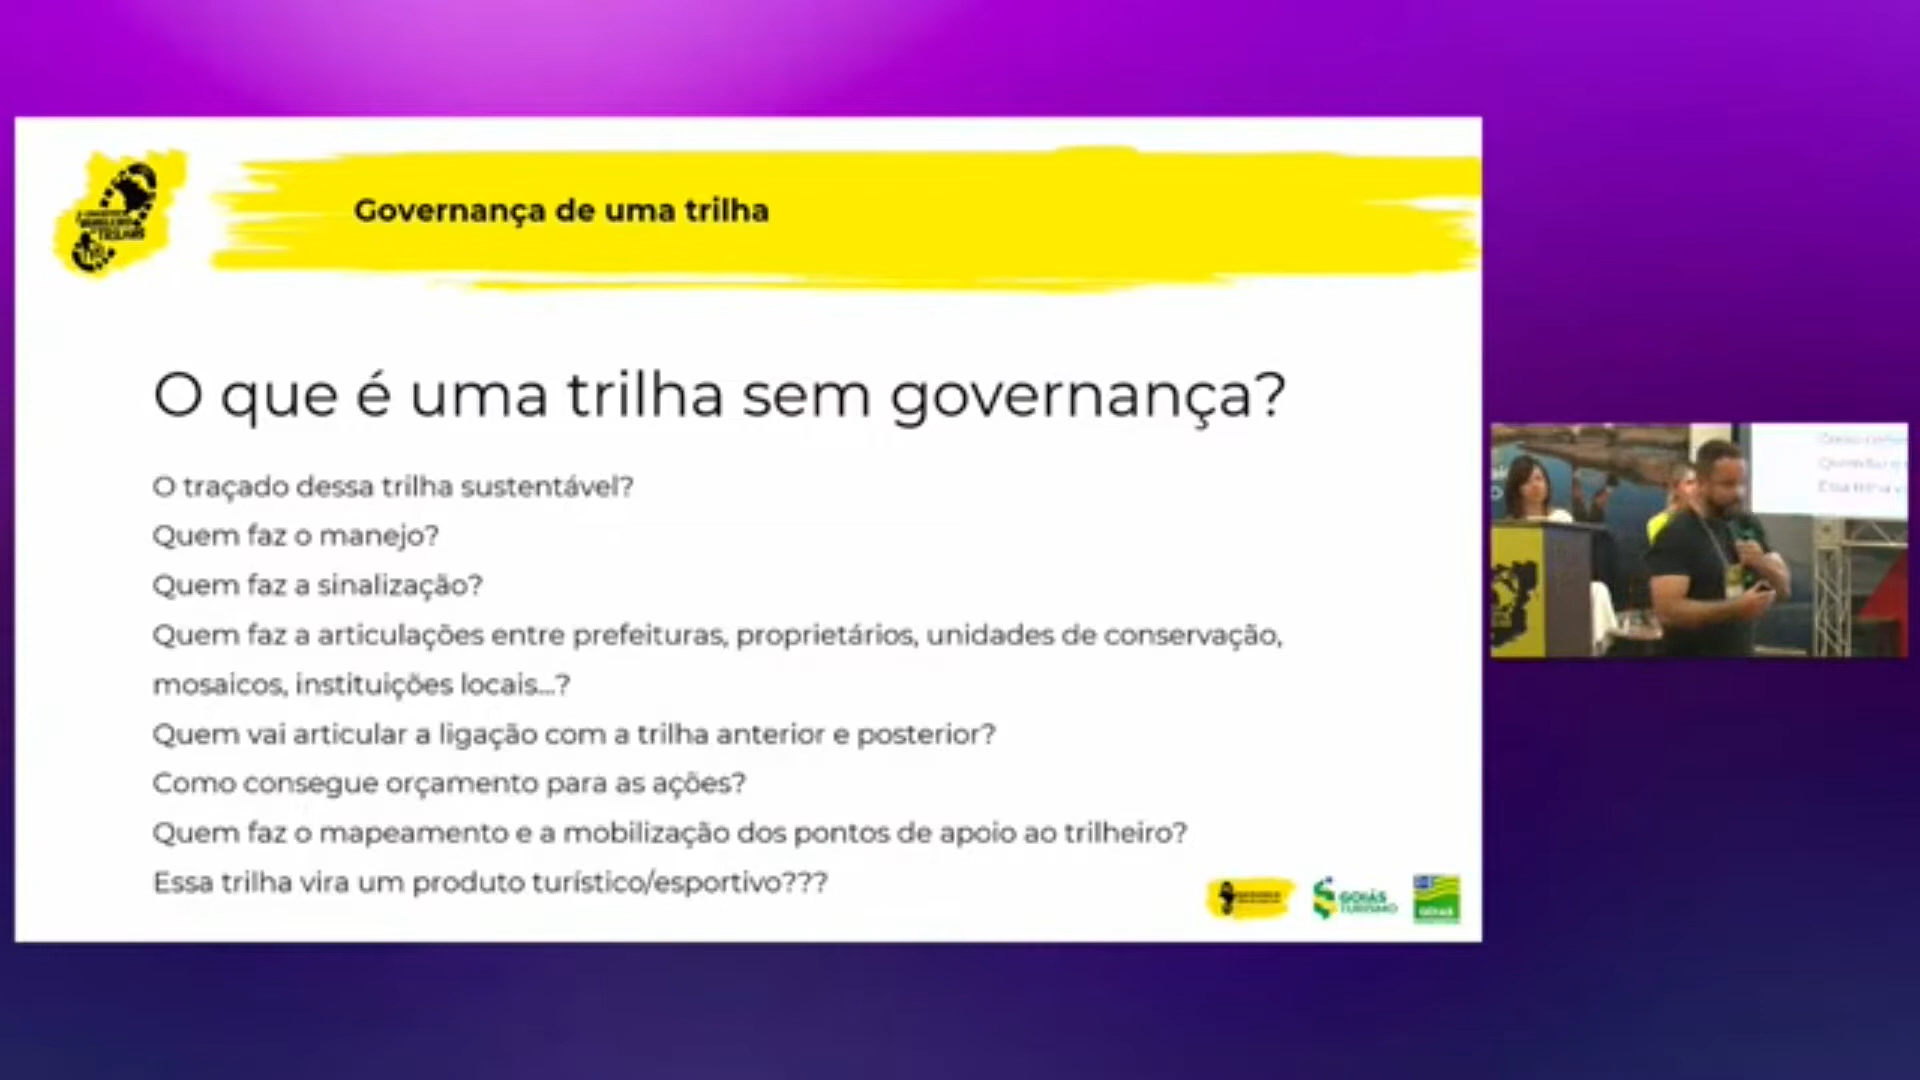 Governança de uma trilha
O que é uma trilha sem governança?
O traçado dessa trilha sustentável?
Quem faz o manejo?
Quem faz a sinalização?
Quem faz a articulações entre prefeituras, proprietários, unidades de conservação,
mosaicos, instituições locais...?
Quem vai articular a ligação com a trilha anterior e posterior?
Como consegue orçamento para as ações?
Quem faz o mapeamento e a mobilização dos pontos de apoio ao trilheiro?
Essa trilha vira um produto turístico/esportivo???
GOIÁS
TURISMO
GOIÁS